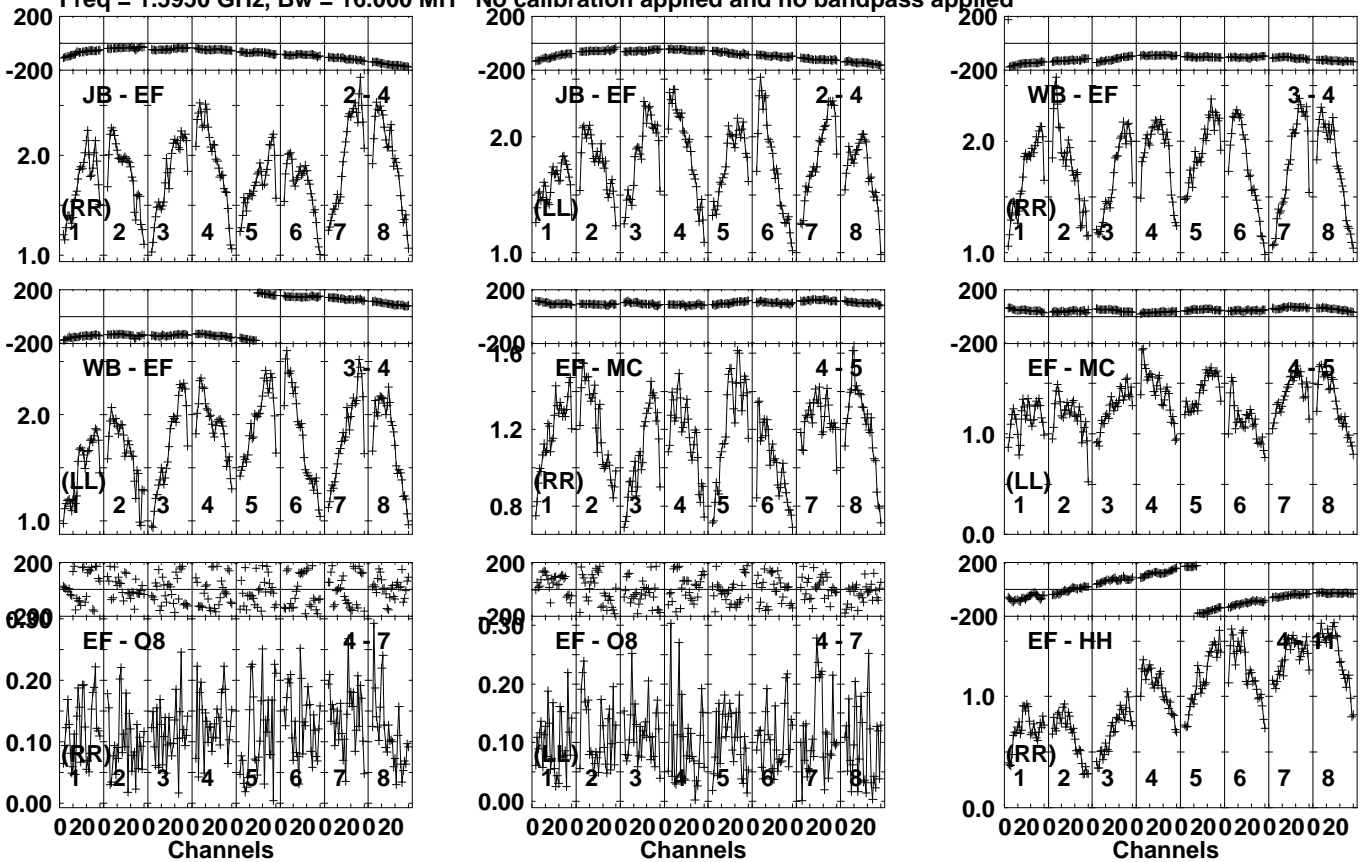 Freq = 1.5950 GHz, Bw = 16.000 MH No calibration applied and no bandpass applied
200 200 200
-200 -200 -200
JB - EF 2 - 4 JB - EF 2 - 4 WB - EF 3 - 4
2.0 2.0 2.0
(RR) (LL) (RR)
1 2 3 4 5 6 7 8 1 2 3 4 5 6 7 8 1 2 3 4 5 6 7 8
1.0 1.0 1.0
200 200 200
-200 -200 -200
1.6
WB - EF 3 - 4 EF - MC 4 - 5 EF - MC 4 - 5
2.0 1.2 1.0
(LL) (RR) (LL)
1 2 3 4 5 6 7 8 1 2 3 4 5 6 7 8 1 2 3 4 5 6 7 8
1.0 0.8 0.0
200 200 200
-200 -200 -200
0.30 0.30
EF - O8 4 - 7 EF - O8 4 - 7 EF - HH 4 - 11
0.20 0.20 1.0
0.10 0.10
(RR) (LL) (RR)
1 2 3 4 5 6 7 8 1 2 3 4 5 6 7 8 1 2 3 4 5 6 7 8
0.00 0.00 0.0
0 20 0 20 0 20 0 20 0 20 0 20 0 20 0 20 0 20 0 20 0 20 0 20 0 20 0 20 0 20 0 20 0 20 0 20 0 20 0 20 0 20 0 20 0 20 0 20
Channels Channels Channels